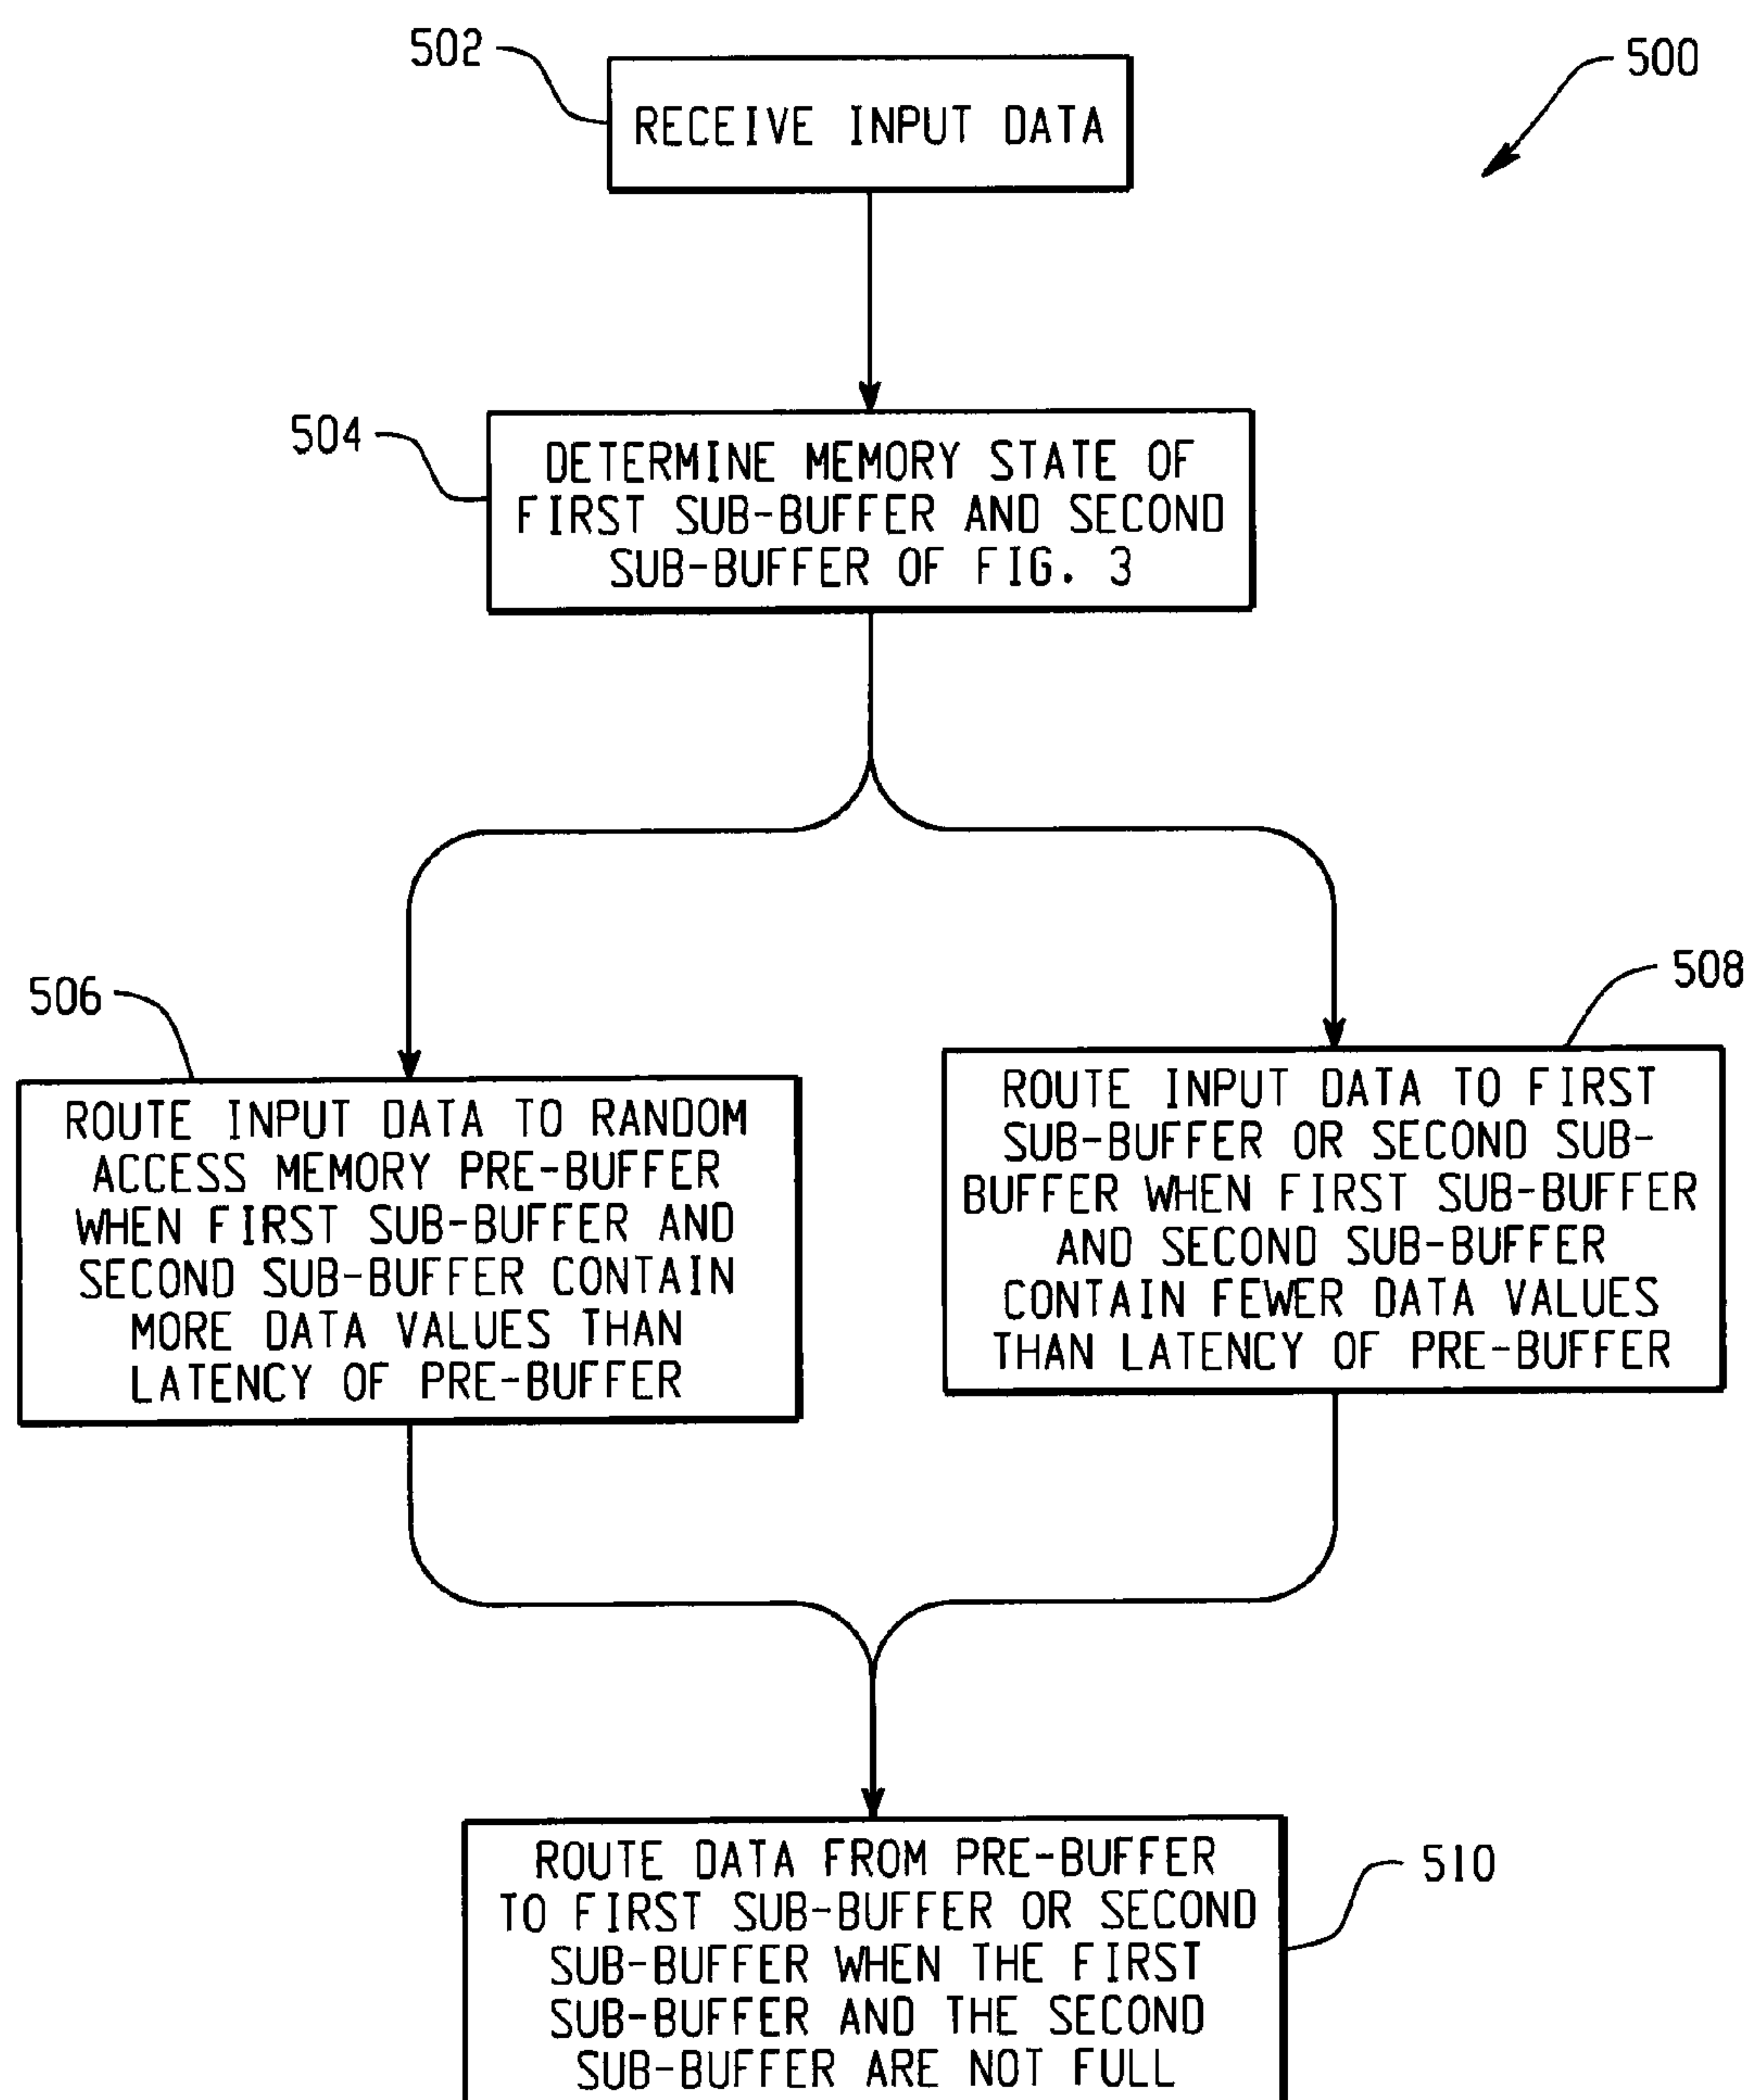 502
500
RECEIVE INPUT DATA
504
DETERMINE MEMORY STATE OF
FIRST SUB-BUFFER AND SECOND
SUB-BUFFER OF FIG. 3
506
508
ROUTE INPUT DATA TO RANDOM
ACCESS MEMORY PRE-BUFFER
WHEN FIRST SUB-BUFFER AND
SECOND SUB-BUFFER CONTAIN
MORE DATA VALUES THAN
LATENCY OF PRE-BUFFER
ROUTE INPUT DATA TO FIRST
SUB-BUFFER OR SECOND SUB-
BUFFER WHEN FIRST SUB-BUFFER
AND SECOND SUB-BUFFER
CONTAIN FEWER DATA VALUES
THAN LATENCY OF PRE-BUFFER
ROUTE DATA FROM PRE-BUFFER
TO FIRST SUB-BUFFER OR SECOND
SUB-BUFFER WHEN THE FIRST
SUB-BUFFER AND THE SECOND
SUB-BUFFER ARE NOT FULL
510